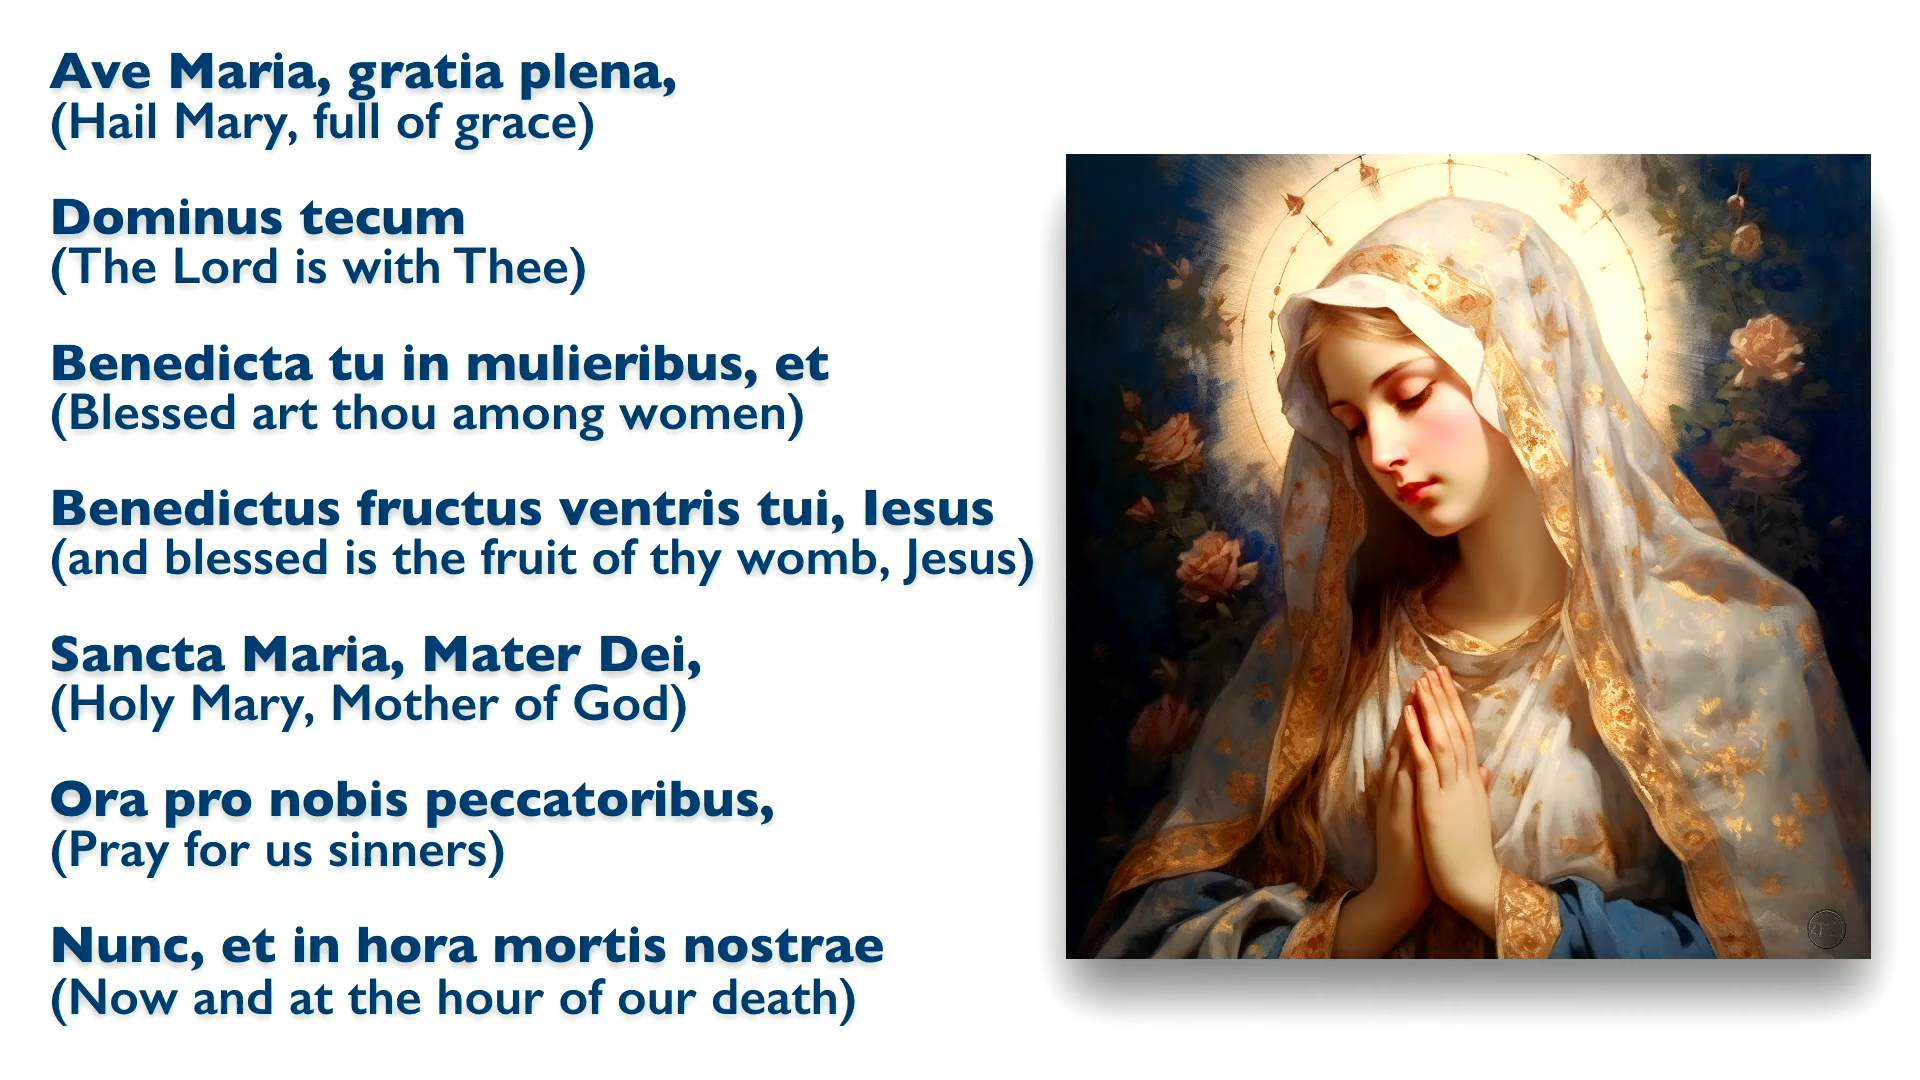 Ave Maria, gratia plena,
(Hail Mary, full of grace)
Dominus tecum
(The Lord is with Thee)
Benedicta tu in mulieribus, et
(Blessed art thou among women)
Benedictus fructus ventris tui, Iesus
(and blessed is the fruit of thy womb, Jesus)
Sancta Maria, Mater Dei,
(Holy Mary, Mother of God)
Ora pro nobis peccatoribus,
(Pray for us sinners)
Nunc, et in hora mortis nostrae
(Now and at the hour of our death)